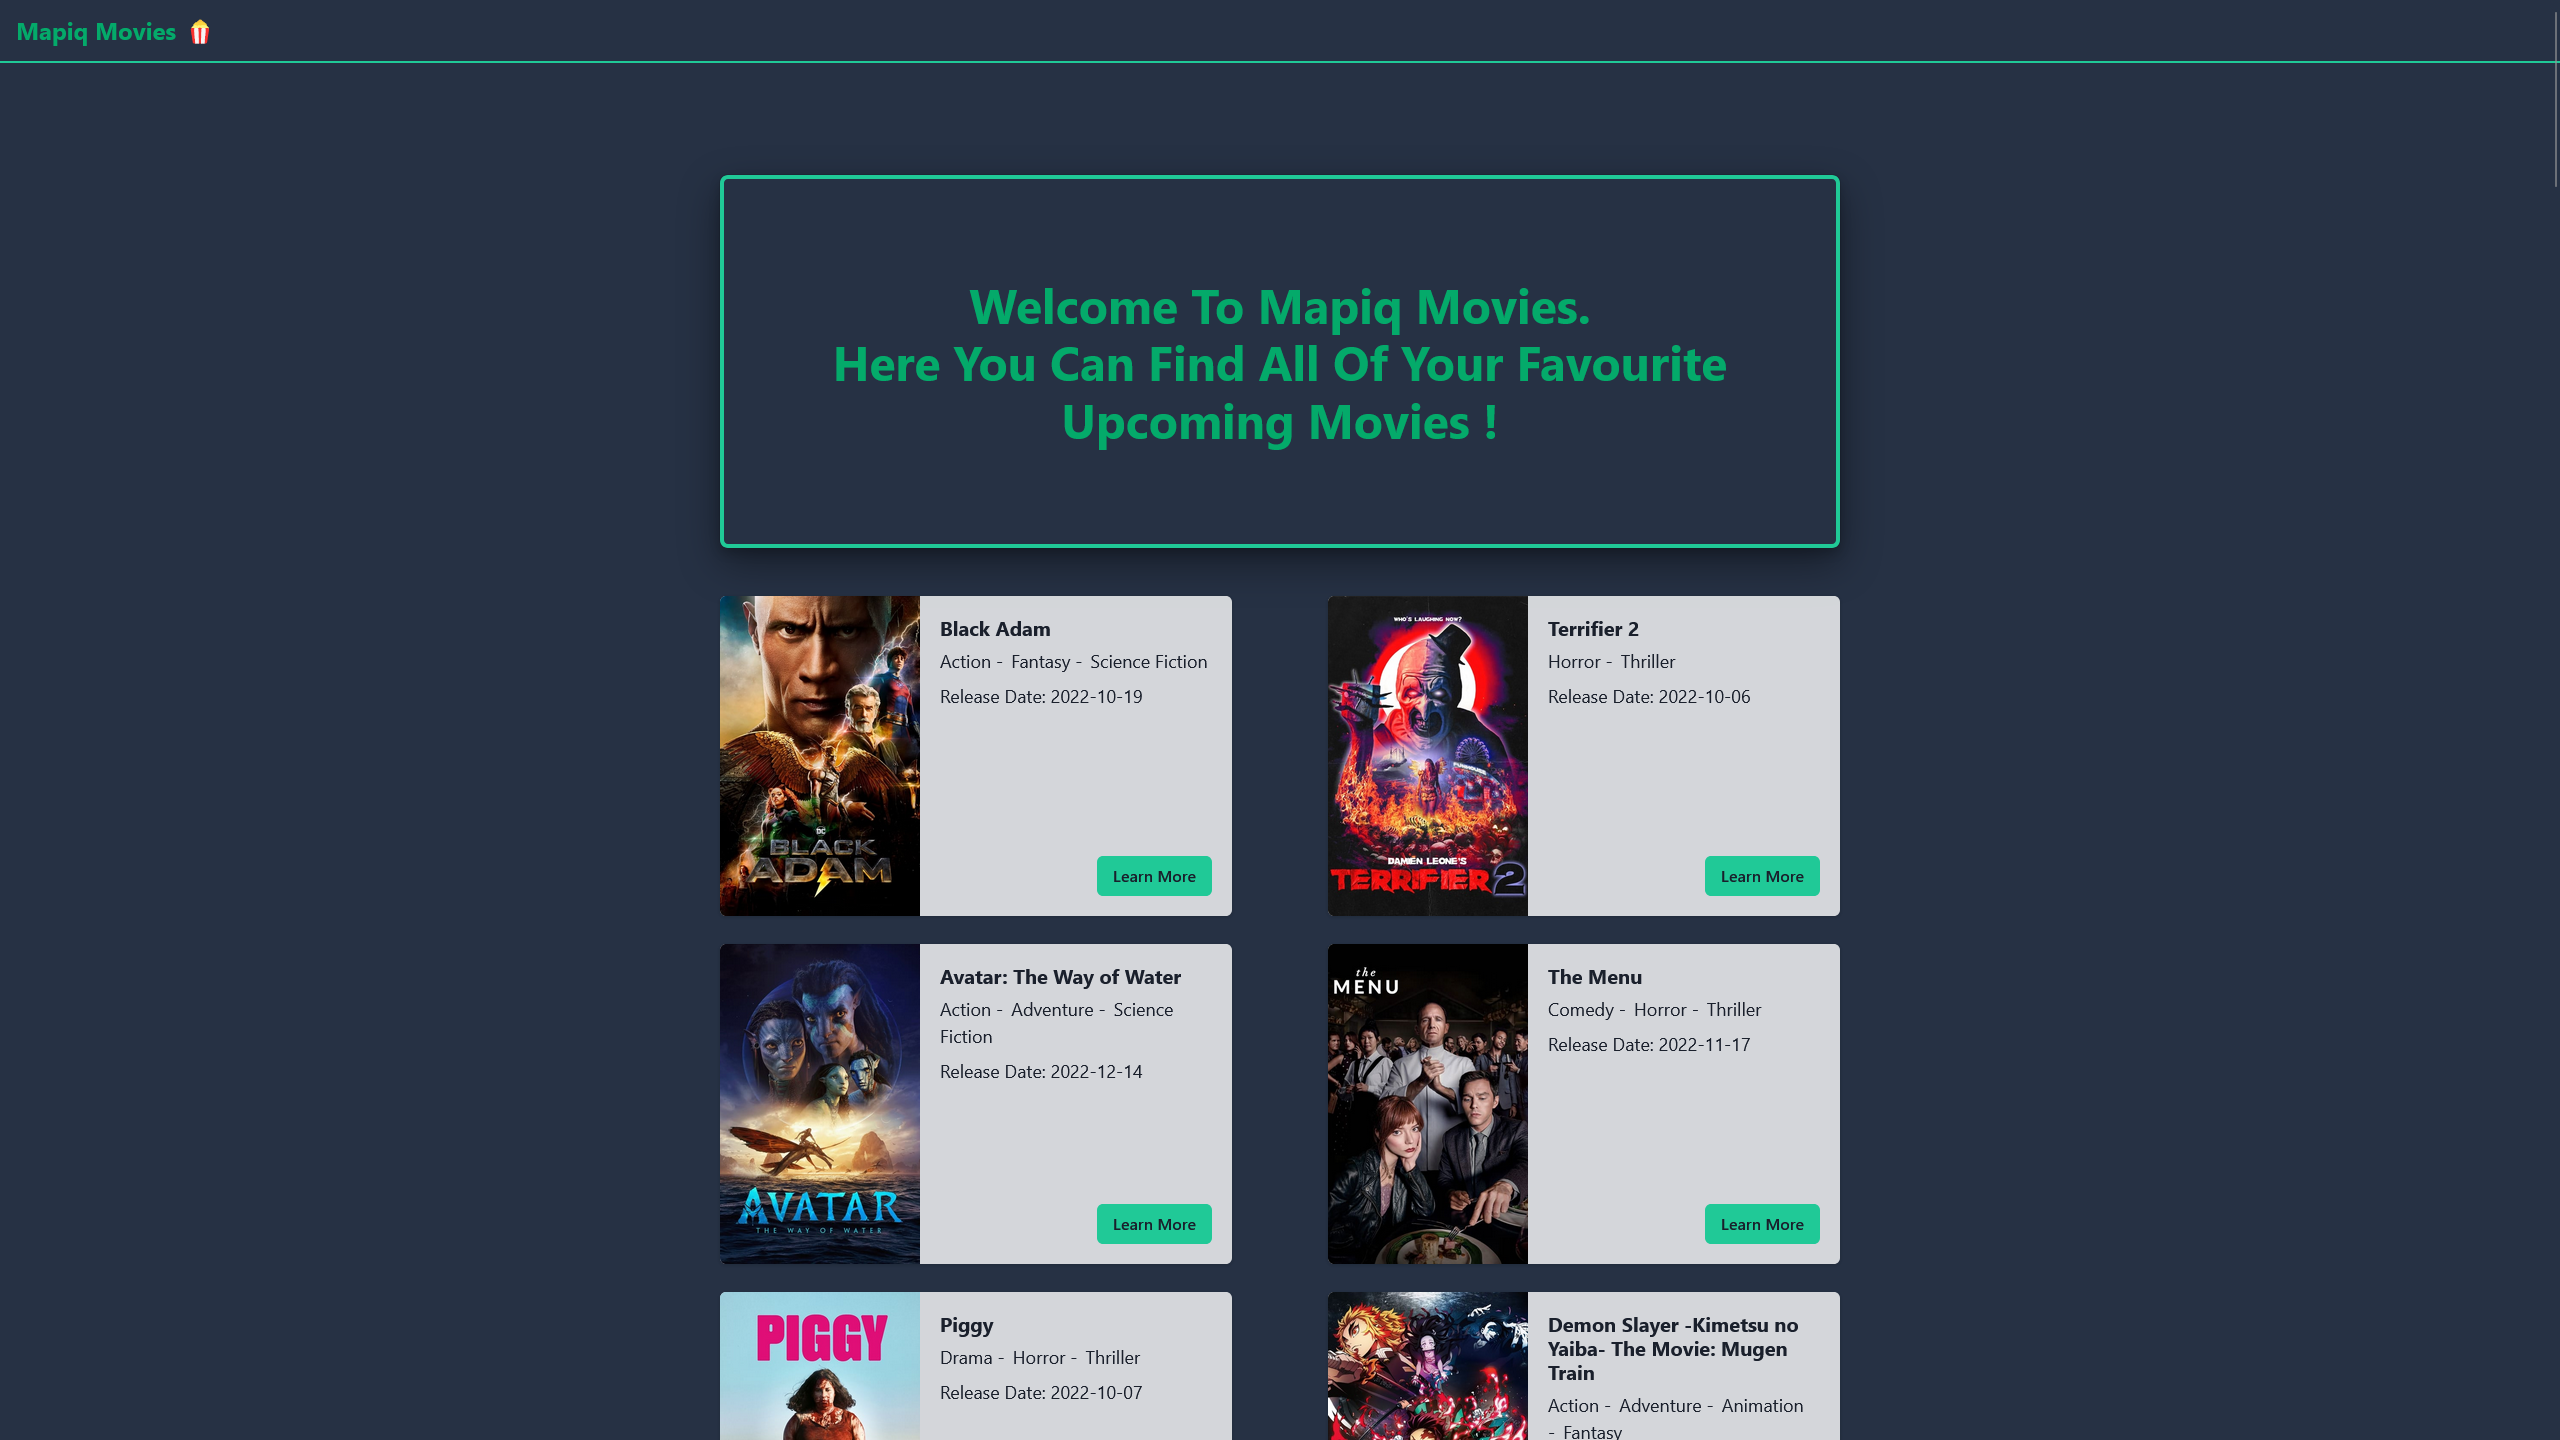 Mapiq Movies
Welcome To Mapiq Movies.
Here You Can Find All Of Your Favourite
Upcoming Movies !
DC
BLACK
ADAM
Black Adam
Action - Fantasy - Science Fiction
Release Date: 2022-10-19
Learn More
WHO'S LAUGHING NOW?
DAMIEN LEONE'S
TERRIFIER 2
Terrifier 2
Horror - Thriller
Release Date: 2022-10-06
Learn More
AVATAR
THE WAY OF WATER
Avatar: The Way of Water
Action - Adventure - Science
Fiction
Release Date: 2022-12-14
Learn More
the
MENU
The Menu
Comedy - Horror - Thriller
Release Date: 2022-11-17
Learn More
PIGGY
Piggy
Drama - Horror - Thriller
Release Date: 2022-10-07
Demon Slayer -Kimetsu no
Yaiba- The Movie: Mugen
Train
Action - Adventure - Animation
- Fantasy